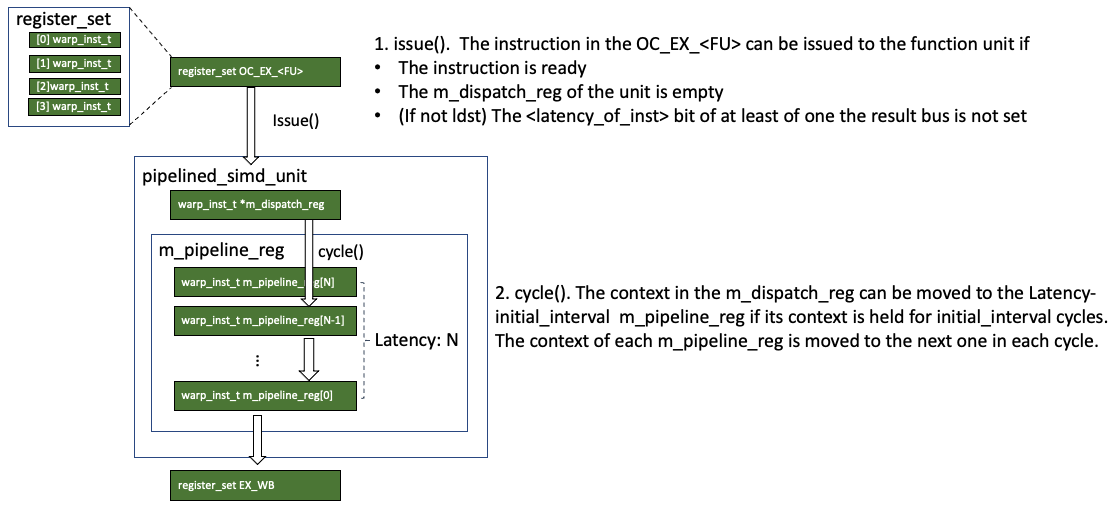 register_set
[0] warp_inst_t
[1] warp_inst_t
[2]warp_inst_t
[3] warp_inst_t
register_set OC_EX_<FU>
Issue()
1. issue().  The instruction in the OC_EX_<FU> can be issued to the function unit if
• The instruction is ready
• The m_dispatch_reg of the unit is empty
• (If not ldst) The <latency_of_inst> bit of at least of one the result bus is not set
pipelined_simd_unit
warp_inst_t *m_dispatch_reg
m_pipeline_reg
cycle()
warp_inst_t m_pipeline_reg[N]
warp_inst_t m_pipeline_reg[N-1]
⋮
Latency: N
warp_inst_t m_pipeline_reg[0]
2. cycle(). The context in the m_dispatch_reg can be moved to the Latency-
initial_interval  m_pipeline_reg if its context is held for initial_interval cycles.
The context of each m_pipeline_reg is moved to the next one in each cycle.
register_set EX_WB